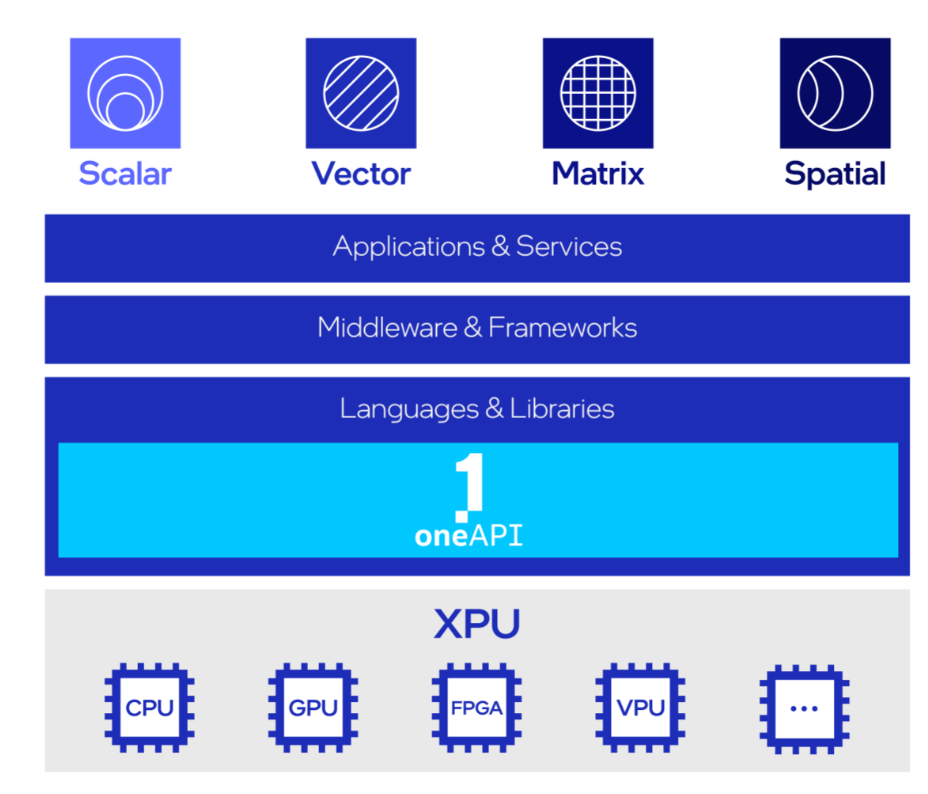 Scalar Vector Matrix Spatial
Applications & Services
Middleware & Frameworks
Languages & Libraries
1
oneAPI
XPU
CPU GPU FPGA VPU ...